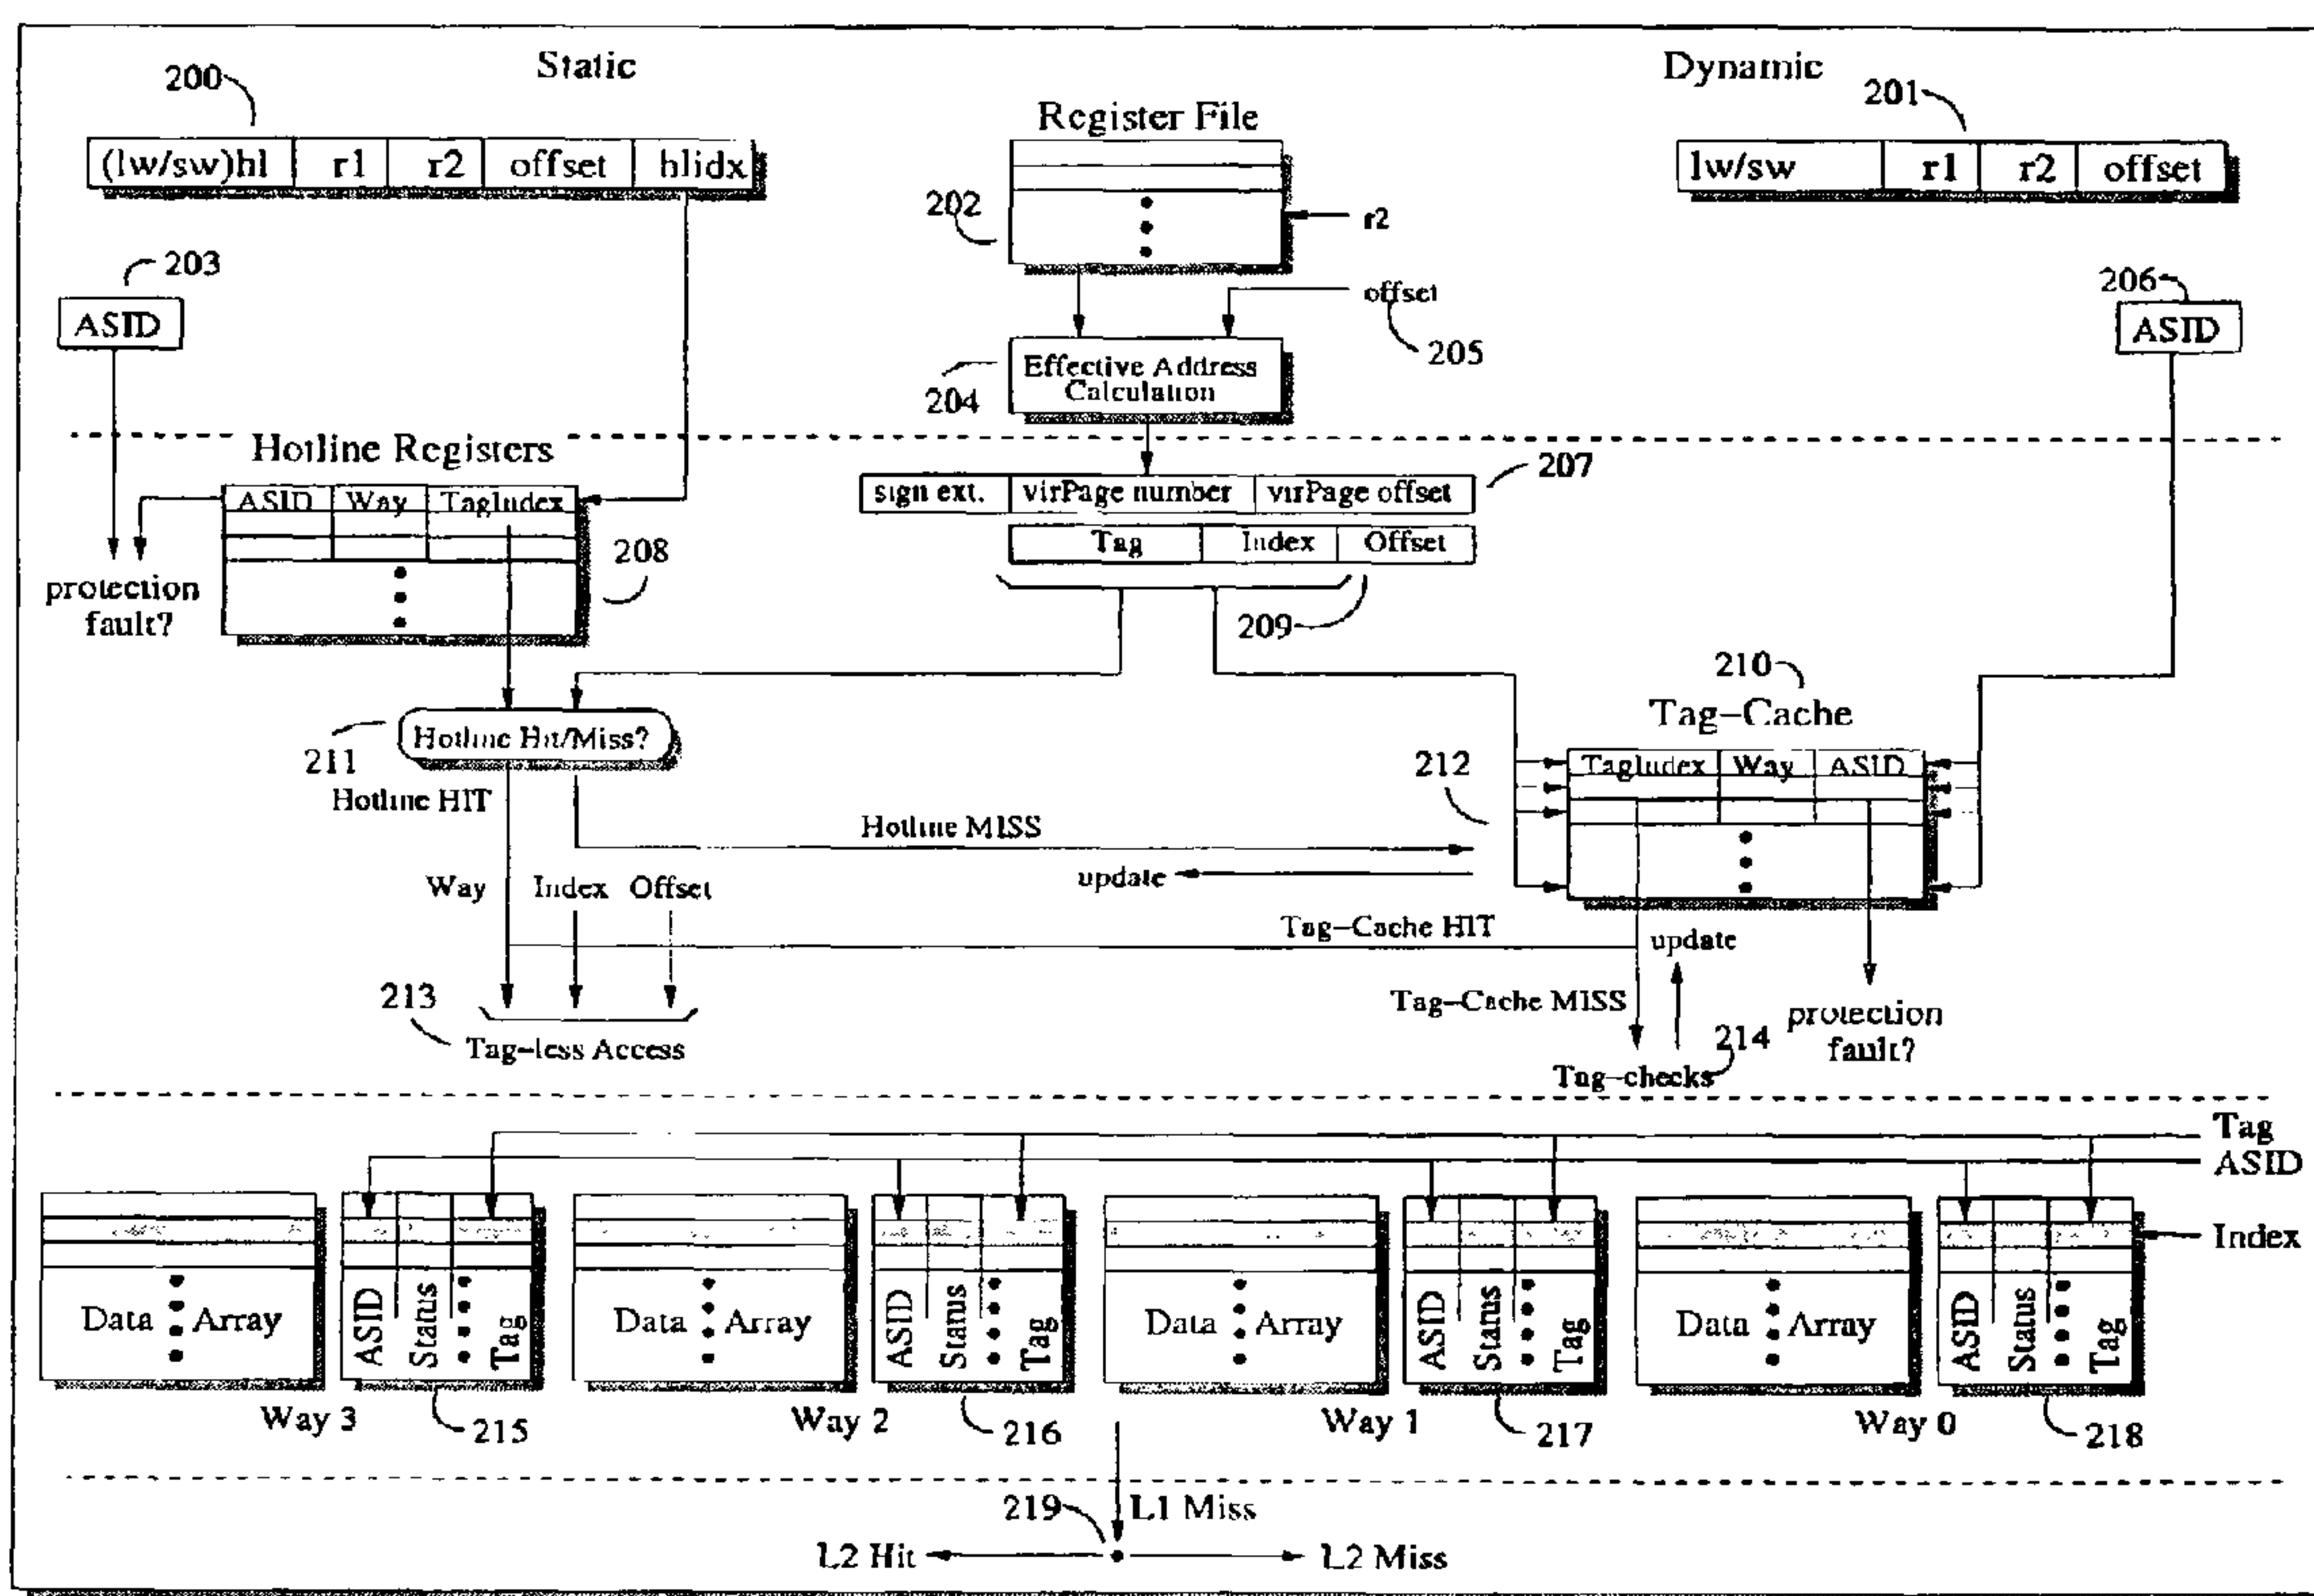 Static
Dynamic
200
201
Register File
(lw/sw)hl r1 r2 offset hlidx
lw/sw r1 r2 offset
202
r2
203
206
ASID
offset
ASID
205
Effective Address
Calculation
204
Hotline Registers
207
ASID Way TagIndex
sign ext. virPage number virPage offset
Tag Index Offset
208
protection
fault?
209
210
Tag-Cache
Hotline Hit/Miss?
211
212
TagIndex Way ASID
Hotline HIT
Hotline MISS
Way Index Offset
update
Tag-Cache HIT
update
213
Tag-Cache MISS
protection
fault?
214
Tag-less Access
Tag-checks
Tag
ASID
Index
Data Array
ASID
Status
Tag
Data Array
ASID
Status
Tag
Data Array
ASID
Status
Tag
Data Array
ASID
Status
Tag
Way 3 215 Way 2 216 Way 1 217 Way 0 218
219 L1 Miss
L2 Hit L2 Miss